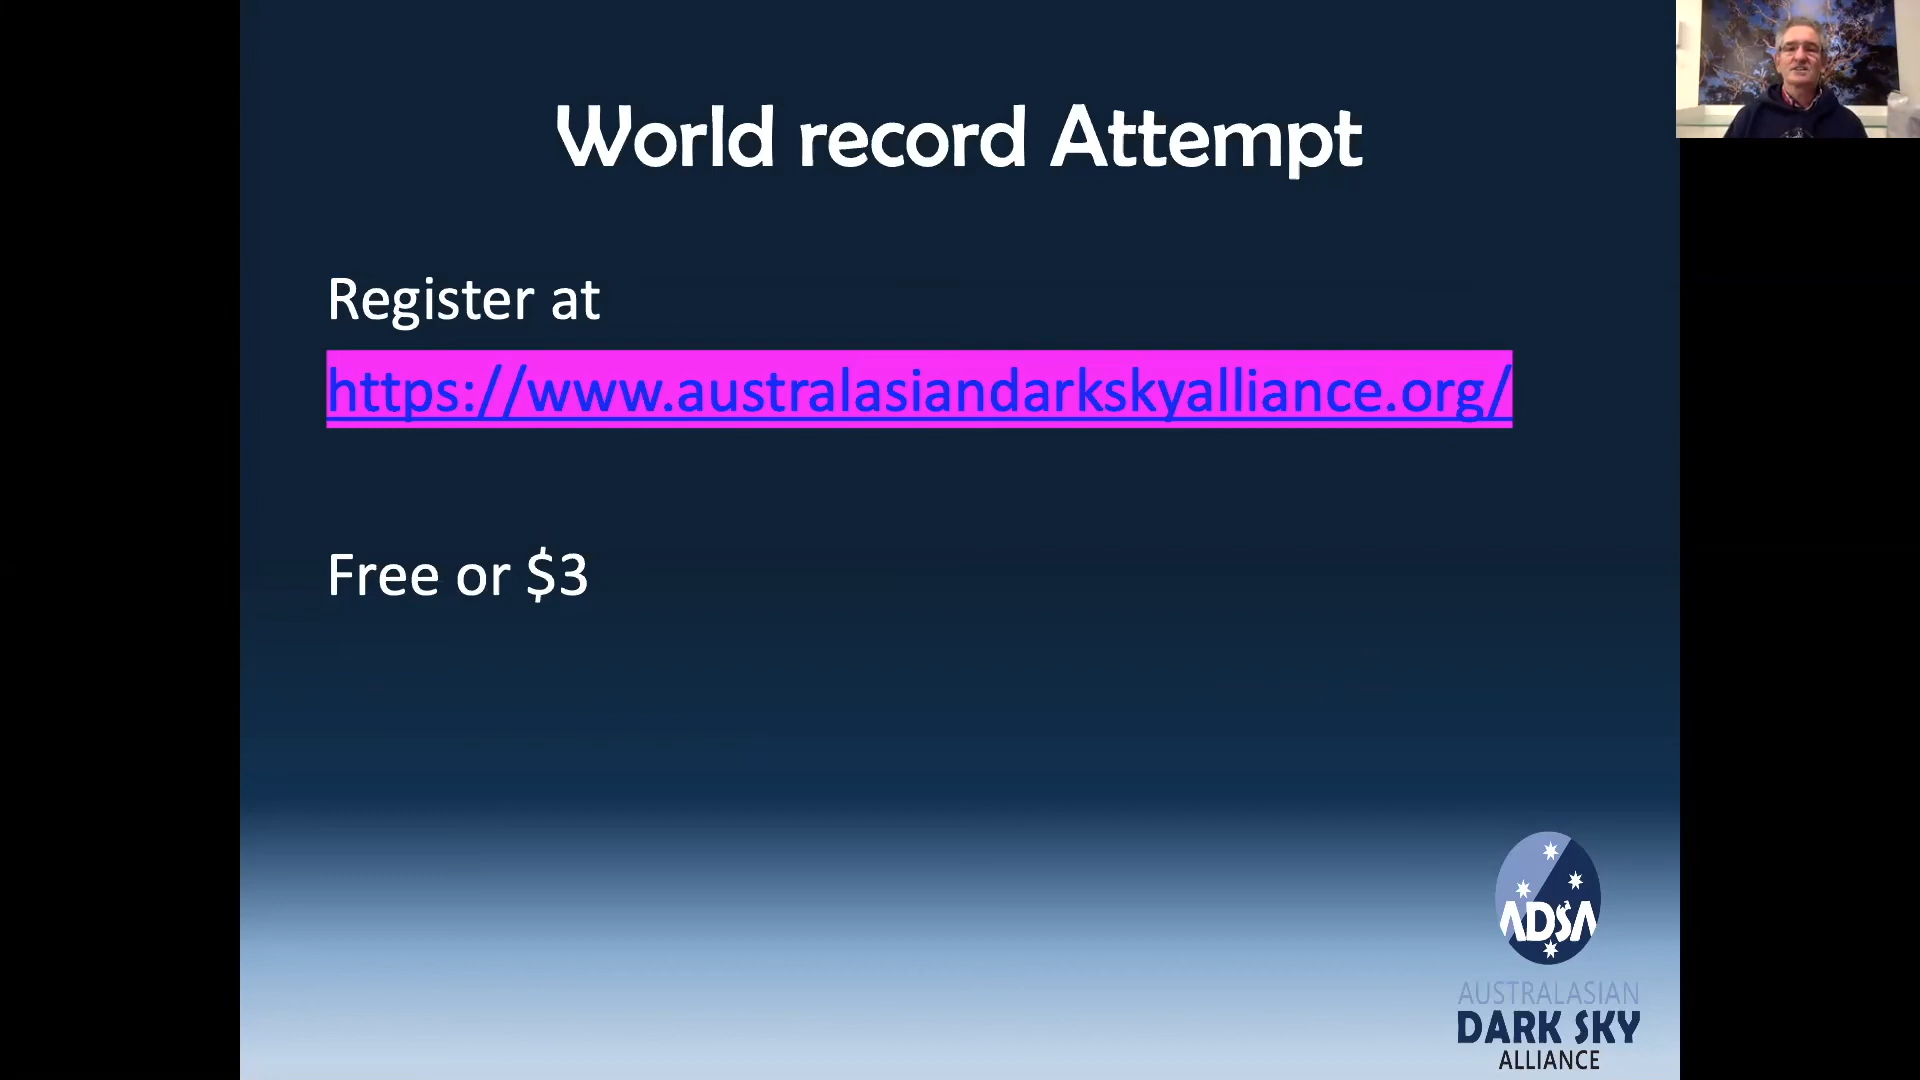 World record Attempt
Register at
https://www.australasiandarkskyalliance.org/
Free or $3
ADSA
AUSTRALASIAN
DARK SKY
ALLIANCE